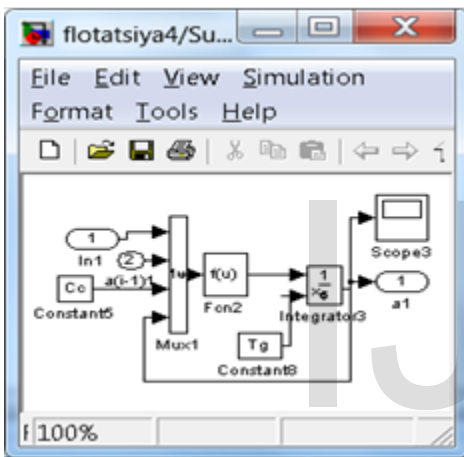 flotatsiya4/Su...
File Edit View Simulation
Format Tools Help
1
In1
2
a(i-1)1
Cc
Constant5
Mux1
f(u)
Fcn2
Tg
Constant8
1
Integrator3
Scope3
1
a1
100%